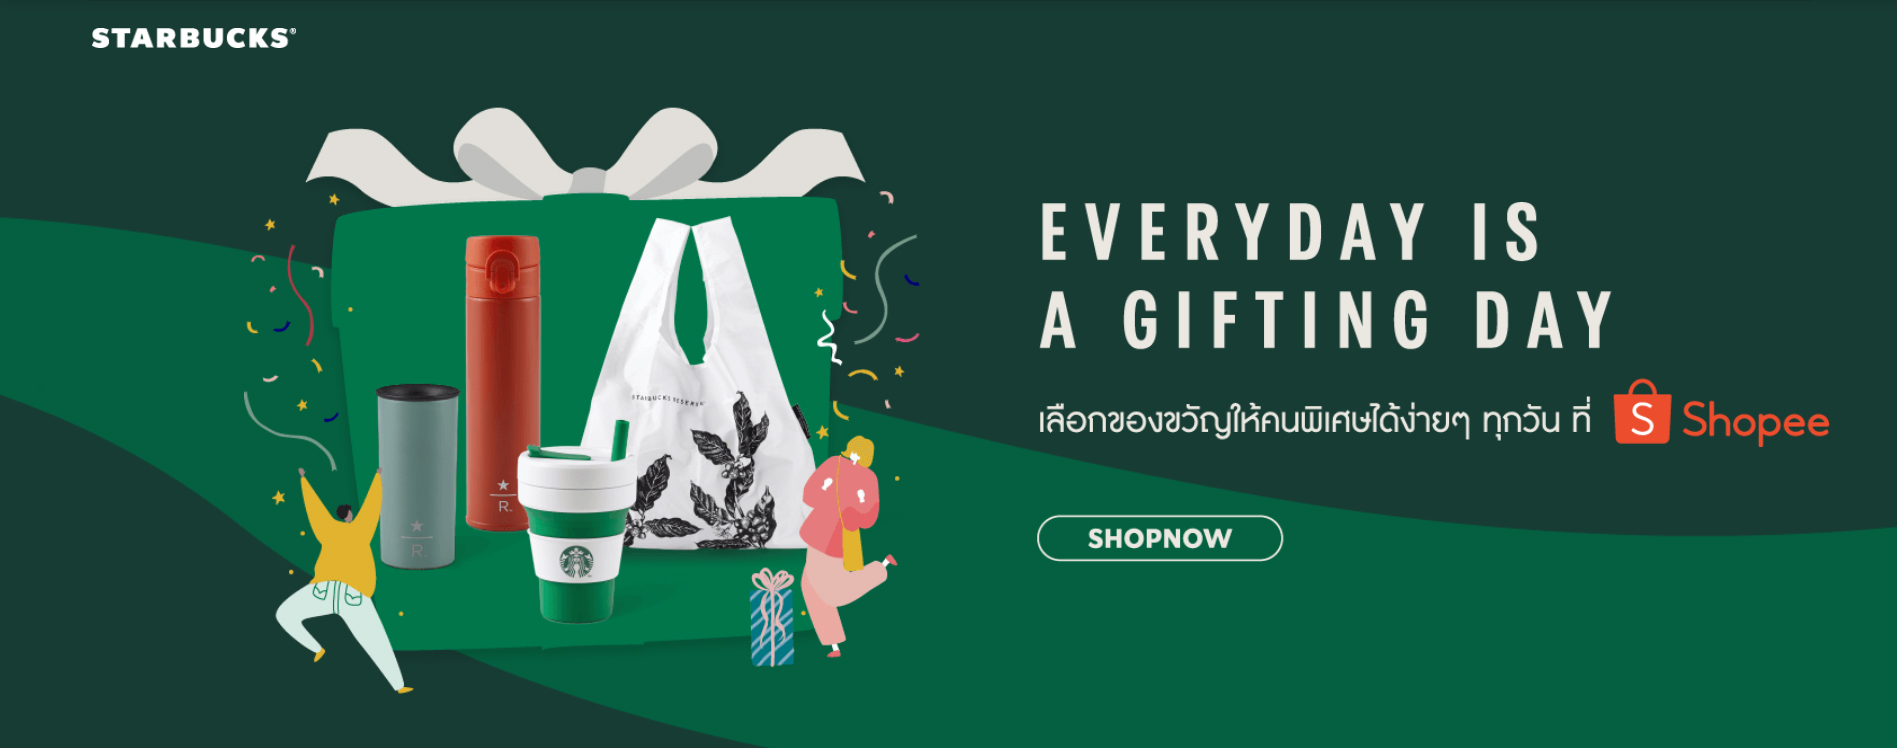 STARBUCKS®
EVERYDAY IS
A GIFTING DAY
เลือกของขวัญให้คนพิเศษได้ง่ายๆ ทุกวัน ที่ S Shopee
SHOPNOW
STARBUCKS RESERVE
R.
R.